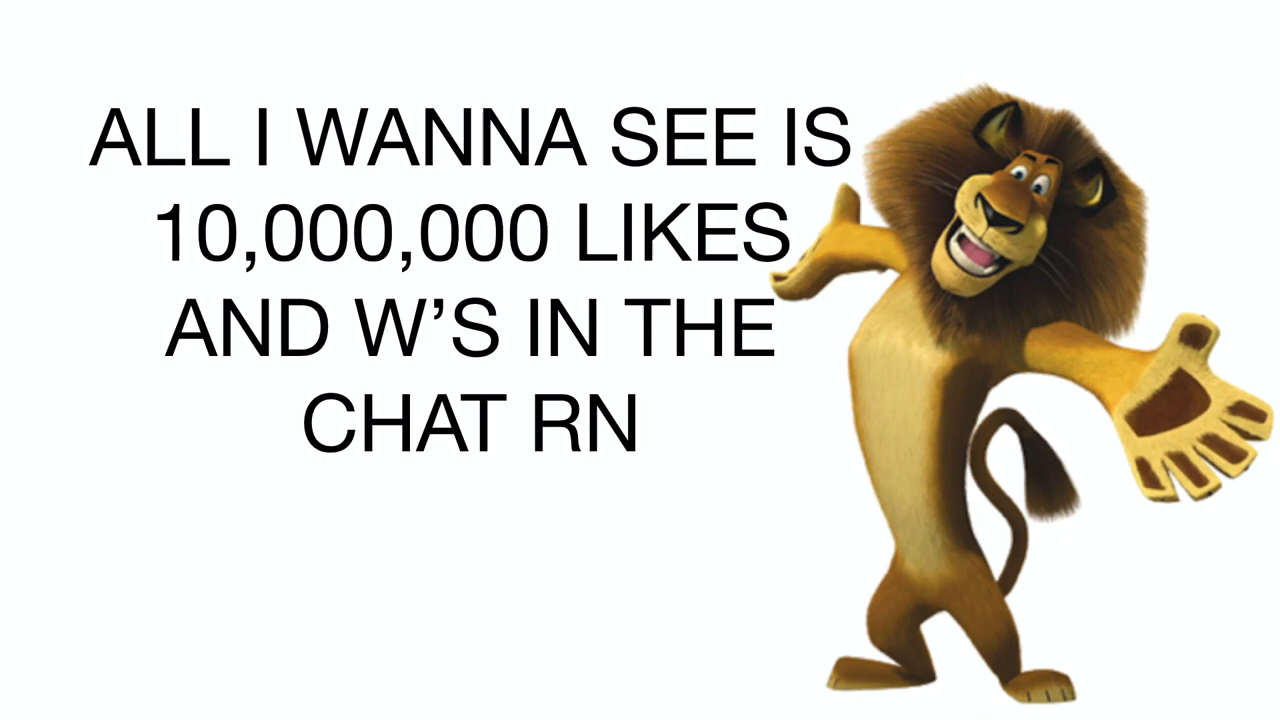 ALL I WANNA SEE IS
10,000,000 LIKES
AND W’S IN THE
CHAT RN